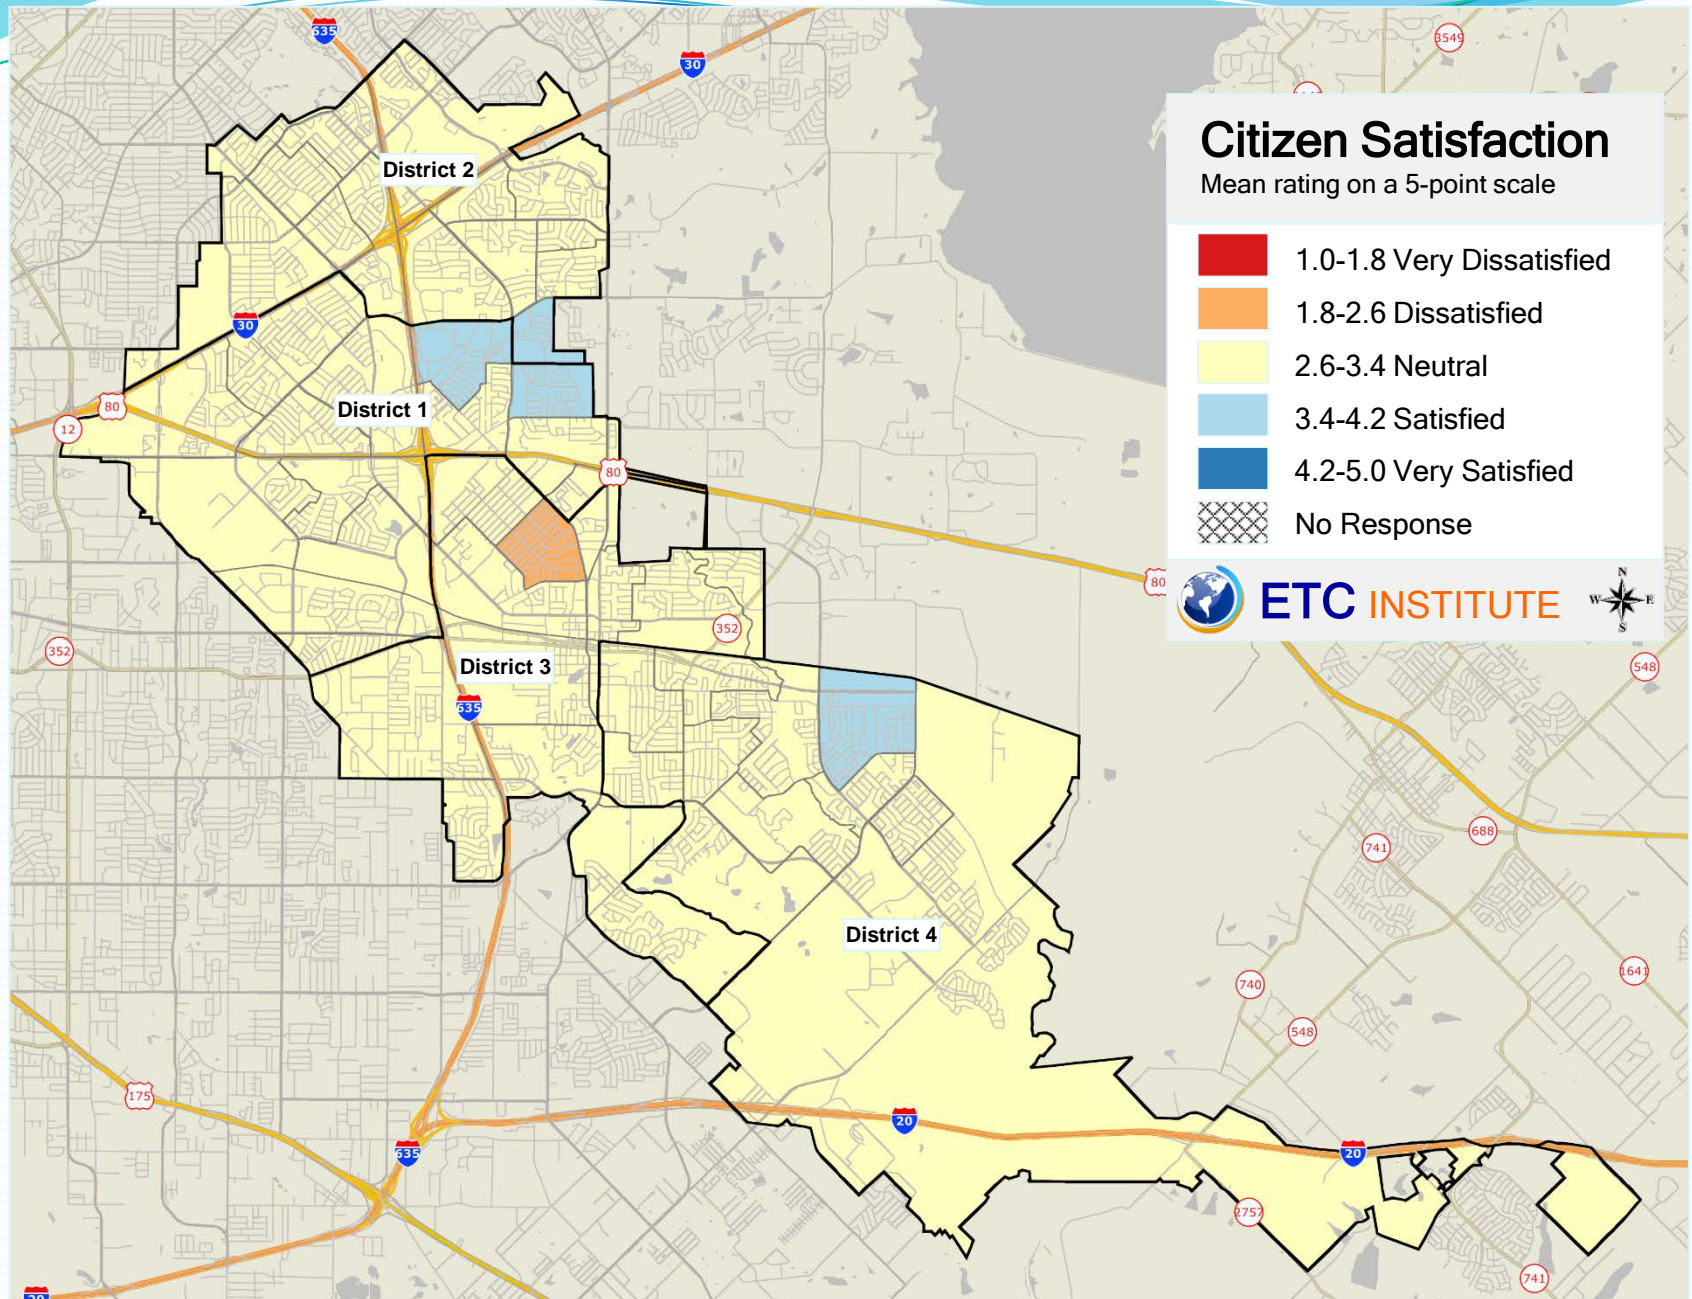 635
30
3549
District 2
Citizen Satisfaction
Mean rating on a 5-point scale
1.0-1.8 Very Dissatisfied
1.8-2.6 Dissatisfied
2.6-3.4 Neutral
3.4-4.2 Satisfied
4.2-5.0 Very Satisfied
No Response
ETC INSTITUTE
N
W
E
S
30
80
12
District 1
80
80
352
352
District 3
635
548
688
741
District 4
1641
740
548
175
20
635
20
2757
741
20